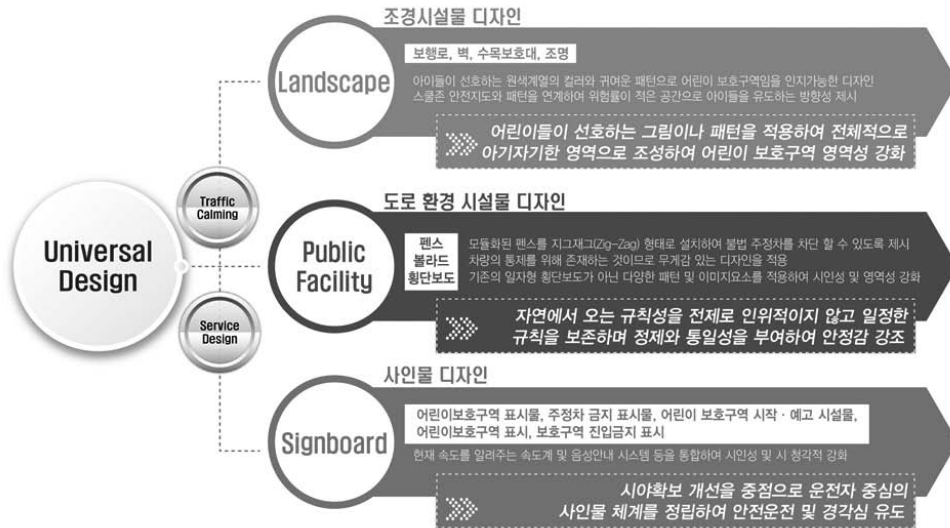 Universal
Design
Traffic
Calming
Service
Design
조경시설물 디자인
Landscape
보행로, 벽, 수목보호대, 조명
아이들이 선호하는 원색계열의 컬러와 귀여운 패턴으로 어린이 보호구역임을 인지가능한 디자인
스쿨존 안전지도와 패턴을 연계하여 위험률이 적은 공간으로 아이들을 유도하는 방향성 제시
어린이들이 선호하는 그림이나 패턴을 적용하여 전체적으로
아기자기한 영역으로 조성하여 어린이 보호구역 영역성 강화
도로 환경 시설물 디자인
Public
Facility
펜스
볼라드
횡단보도
모듈화된 펜스를 지그재그(Zig-Zag) 형태로 설치하여 불법 주정차를 차단 할 수 있도록 제시
차량의 통제를 위해 존재하는 것이므로 무게감 있는 디자인을 적용
기존의 일자형 횡단보도가 아닌 다양한 패턴 및 이미지요소를 적용하여 시인성 및 영역성 강화
자연에서 오는 규칙성을 전제로 인위적이지 않고 일정한
규칙을 보존하며 정제와 통일성을 부여하여 안정감 강조
사인물 디자인
Signboard
어린이보호구역 표시물, 주정차 금지 표시물, 어린이 보호구역 시작 · 예고 시설물,
어린이보호구역 표시, 보호구역 진입금지 표시
현재 속도를 알려주는 속도계 및 음성안내 시스템 등을 통합하여 시인성 및 시 청각적 강화
시야확보 개선을 중점으로 운전자 중심의
사인물 체계를 정립하여 안전운전 및 경각심 유도